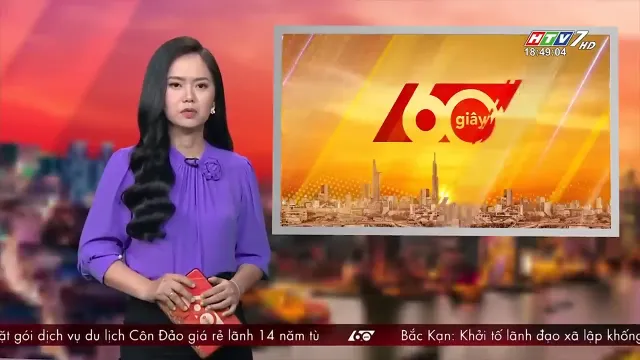 HTV7 HD
18:49:04
60 giây
ặt gói dịch vụ du lịch Côn Đảo giá rẻ lãnh 14 năm tù
60
Bắc Kạn: Khởi tố lãnh đạo xã lập khống